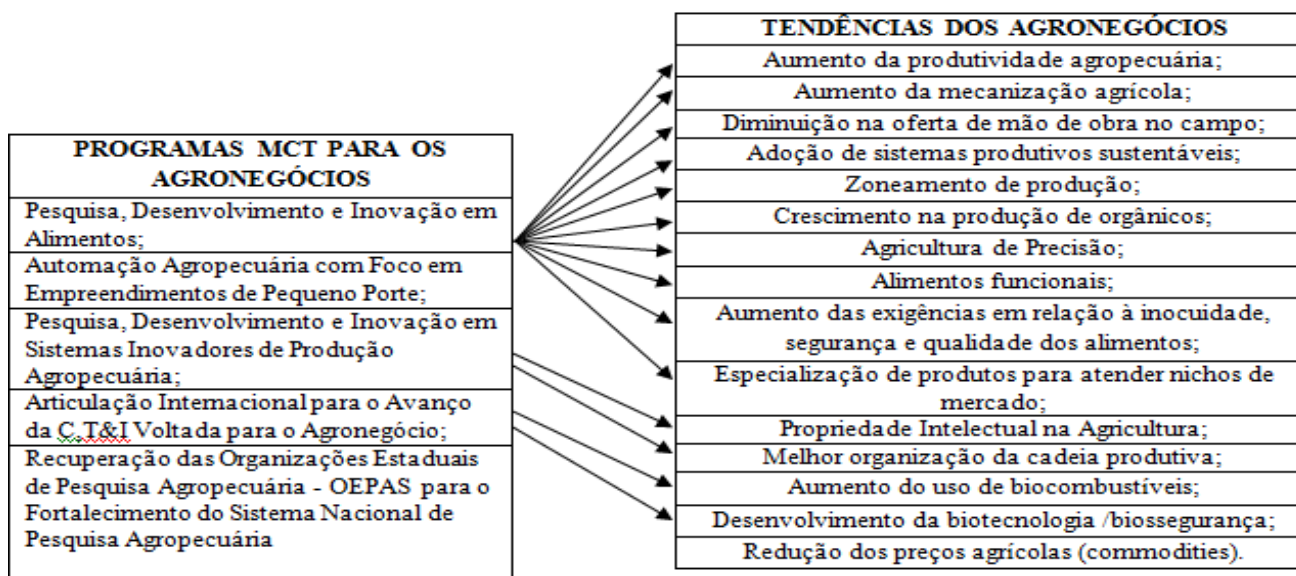 PROGRAMAS MCT PARA OS
AGRONEGÓCIOS
Pesquisa, Desenvolvimento e Inovação em
Alimentos;
Automação Agropecuária com Foco em
Empreendimentos de Pequeno Porte;
Pesquisa, Desenvolvimento e Inovação em
Sistemas Inovadores de Produção
Agropecuária;
Articulação Internacional para o Avanço
da C,T&I Voltada para o Agronegócio;
Recuperação das Organizações Estaduais
de Pesquisa Agropecuária - OEPAS para o
Fortalecimento do Sistema Nacional de
Pesquisa Agropecuária
TENDÊNCIAS DOS AGRONEGÓCIOS
Aumento da produtividade agropecuária;
Aumento da mecanização agrícola;
Diminuição na oferta de mão de obra no campo;
Adoção de sistemas produtivos sustentáveis;
Zoneamento de produção;
Crescimento na produção de orgânicos;
Agricultura de Precisão;
Alimentos funcionais;
Aumento das exigências em relação à inocuidade,
segurança e qualidade dos alimentos;
Especialização de produtos para atender nichos de
mercado;
Propriedade Intelectual na Agricultura;
Melhor organização da cadeia produtiva;
Aumento do uso de biocombustíveis;
Desenvolvimento da biotecnologia /biossegurança;
Redução dos preços agrícolas (commodities).